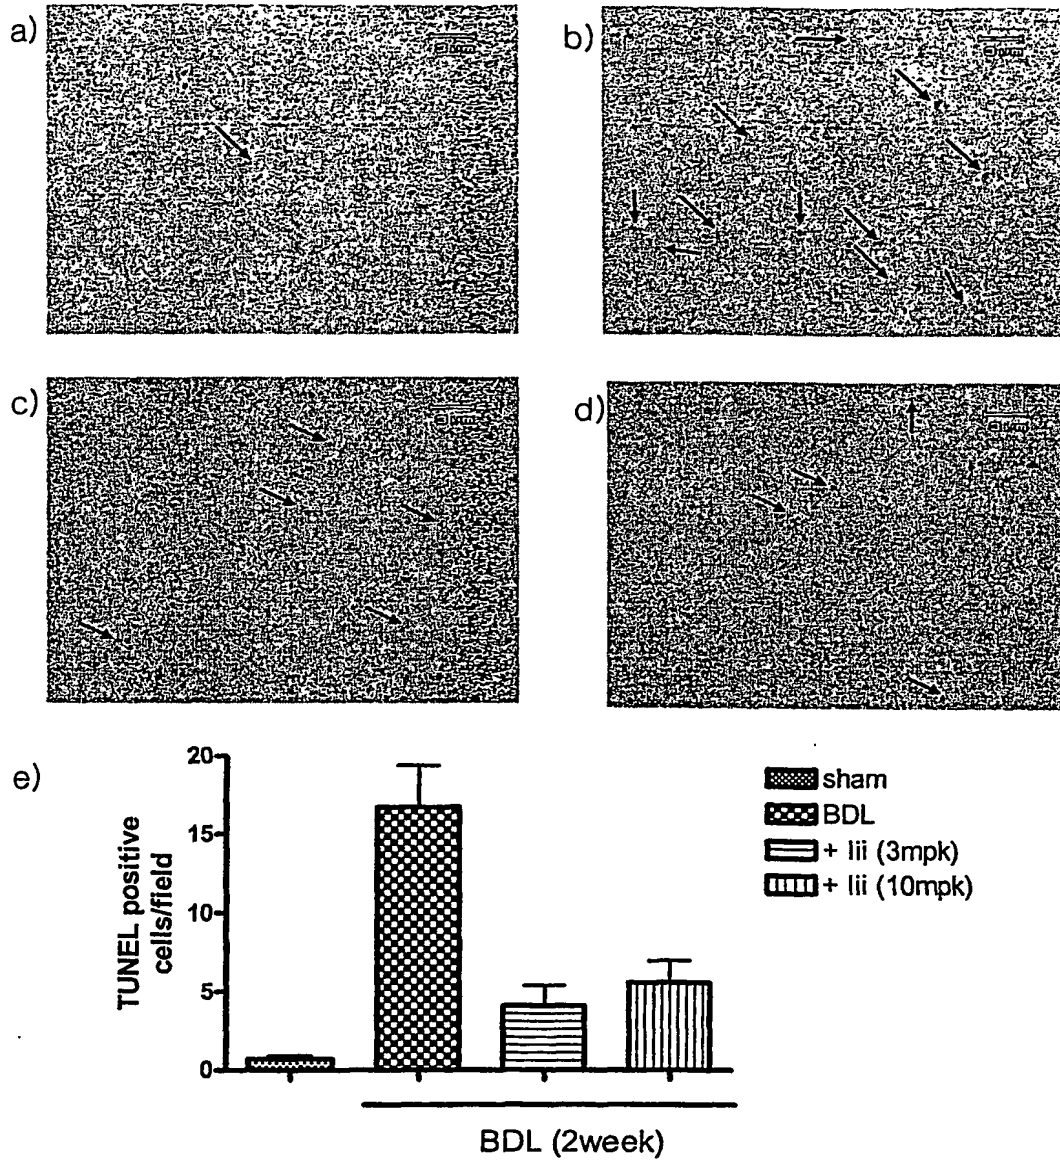 a)
b)
c)
d)
e)
20
15
10
5
0
TUNEL positive
cells/field
sham
BDL
+ Iii (3mpk)
+ Iii (10mpk)
BDL (2week)